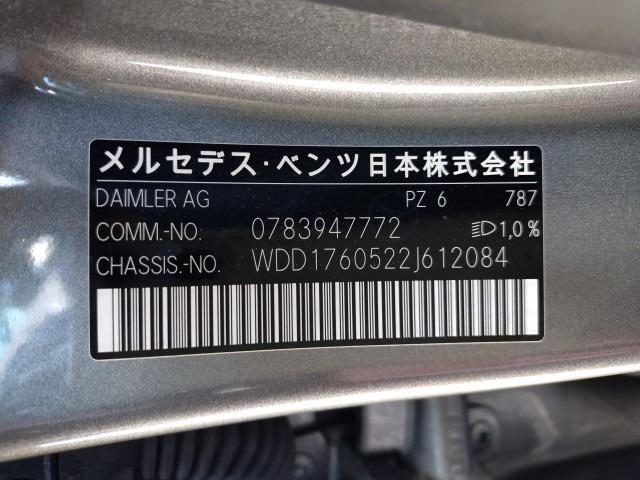 メルセデス・ベンツ日本株式会社
DAIMLER AG PZ 6 787
COMM.-NO. 0783947772 1,0 %
CHASSIS.-NO. WDD1760522J612084